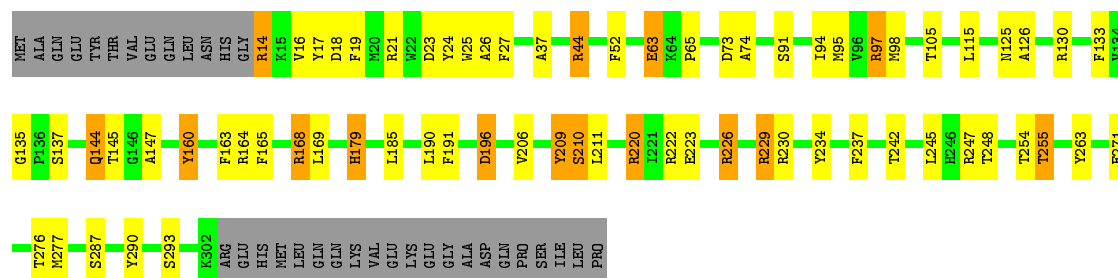 MET ALA GLN GLU TYR THR VAL GLU GLN LEU ASN HIS GLY R14 K15 V16 Y17 D18 F19 M20 R21 W22 D23 Y24 W25 A26 F27 A37 R44 F52 E63 K64 P65 D73 A74 S91 I94 M95 V96 R97 M98 T105 L115 N125 A126 R130 F133 V134
G135 P136 S137 Q144 T145 G146 A147 Y160 F163 R164 F165 R168 L169 H179 L185 L190 F191 D196 V206 Y209 S210 L211 R220 I221 R222 E223 R226 R229 R230 Y234 F237 T242 L245 H246 R247 T248 T254 T255 Y263
T276 M277 S287 Y290 S293 K302 ARG GLU HIS MET LEU GLN GLN LYS VAL GLU LYS GLU GLY ALA ASP GLN PRO SER ILE LEU PRO